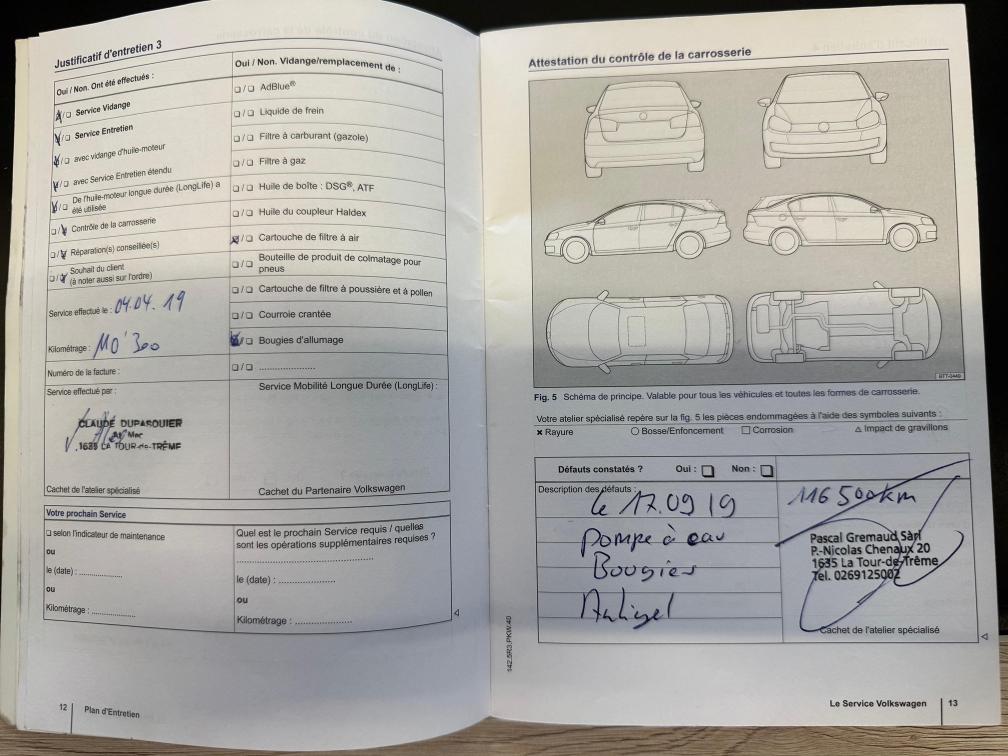 Justificatif d'entretien 3
Oui / Non. Ont été effectués :
☒/❏ Service Vidange
☒/❏ Service Entretien
☒/❏ avec vidange d'huile-moteur
☒/❏ avec Service Entretien étendu
☒/❏ De l'huile-moteur longue durée (LongLife) a
été utilisée
❏/☒ Contrôle de la carrosserie
❏/☒ Réparation(s) conseillée(s)
❏/☒ Souhait du client
(à noter aussi sur l'ordre)
Service effectué le : 04.04.19
Kilométrage : 110'300
Numéro de la facture :
Service effectué par :
CLAUDE DUPASQUIER
1635 LA TOUR-de-TRÊME
Cachet de l'atelier spécialisé
Oui / Non. Vidange/remplacement de :
❏/❏ AdBlue®
❏/❏ Liquide de frein
❏/❏ Filtre à carburant (gazole)
❏/❏ Filtre à gaz
❏/❏ Huile de boîte : DSG®, ATF
❏/❏ Huile du coupleur Haldex
☒/❏ Cartouche de filtre à air
❏/❏ Bouteille de produit de colmatage pour
pneus
❏/❏ Cartouche de filtre à poussière et à pollen
❏/❏ Courroie crantée
☒/❏ Bougies d'allumage
❏/❏ ......................
Service Mobilité Longue Durée (LongLife) :
Cachet du Partenaire Volkswagen
Votre prochain Service
❏ selon l'indicateur de maintenance
ou
le (date) : .................
ou
Kilométrage : .................
Quel est le prochain Service requis / quelles
sont les opérations supplémentaires requises ?
..........................................
le (date) : ......................
ou
Kilométrage : ......................
12 Plan d'Entretien
Attestation du contrôle de la carrosserie
BTT-0449
Fig. 5 Schéma de principe. Valable pour tous les véhicules et toutes les formes de carrosserie.
Votre atelier spécialisé repère sur la fig. 5 les pièces endommagées à l'aide des symboles suivants :
✖ Rayure ○ Bosse/Enfoncement □ Corrosion △ Impact de gravillons
Défauts constatés ? Oui : ❏ Non : ❏
Description des défauts :
le 17.09 19
Pompe à eau
Bougies
Antigel
116 500km
Pascal Gremaud Sàrl
P.-Nicolas Chenaux 20
1635 La Tour-de-Trême
Tel. 0269125002
Cachet de l'atelier spécialisé
142.5R3.PKW.40
Le Service Volkswagen 13